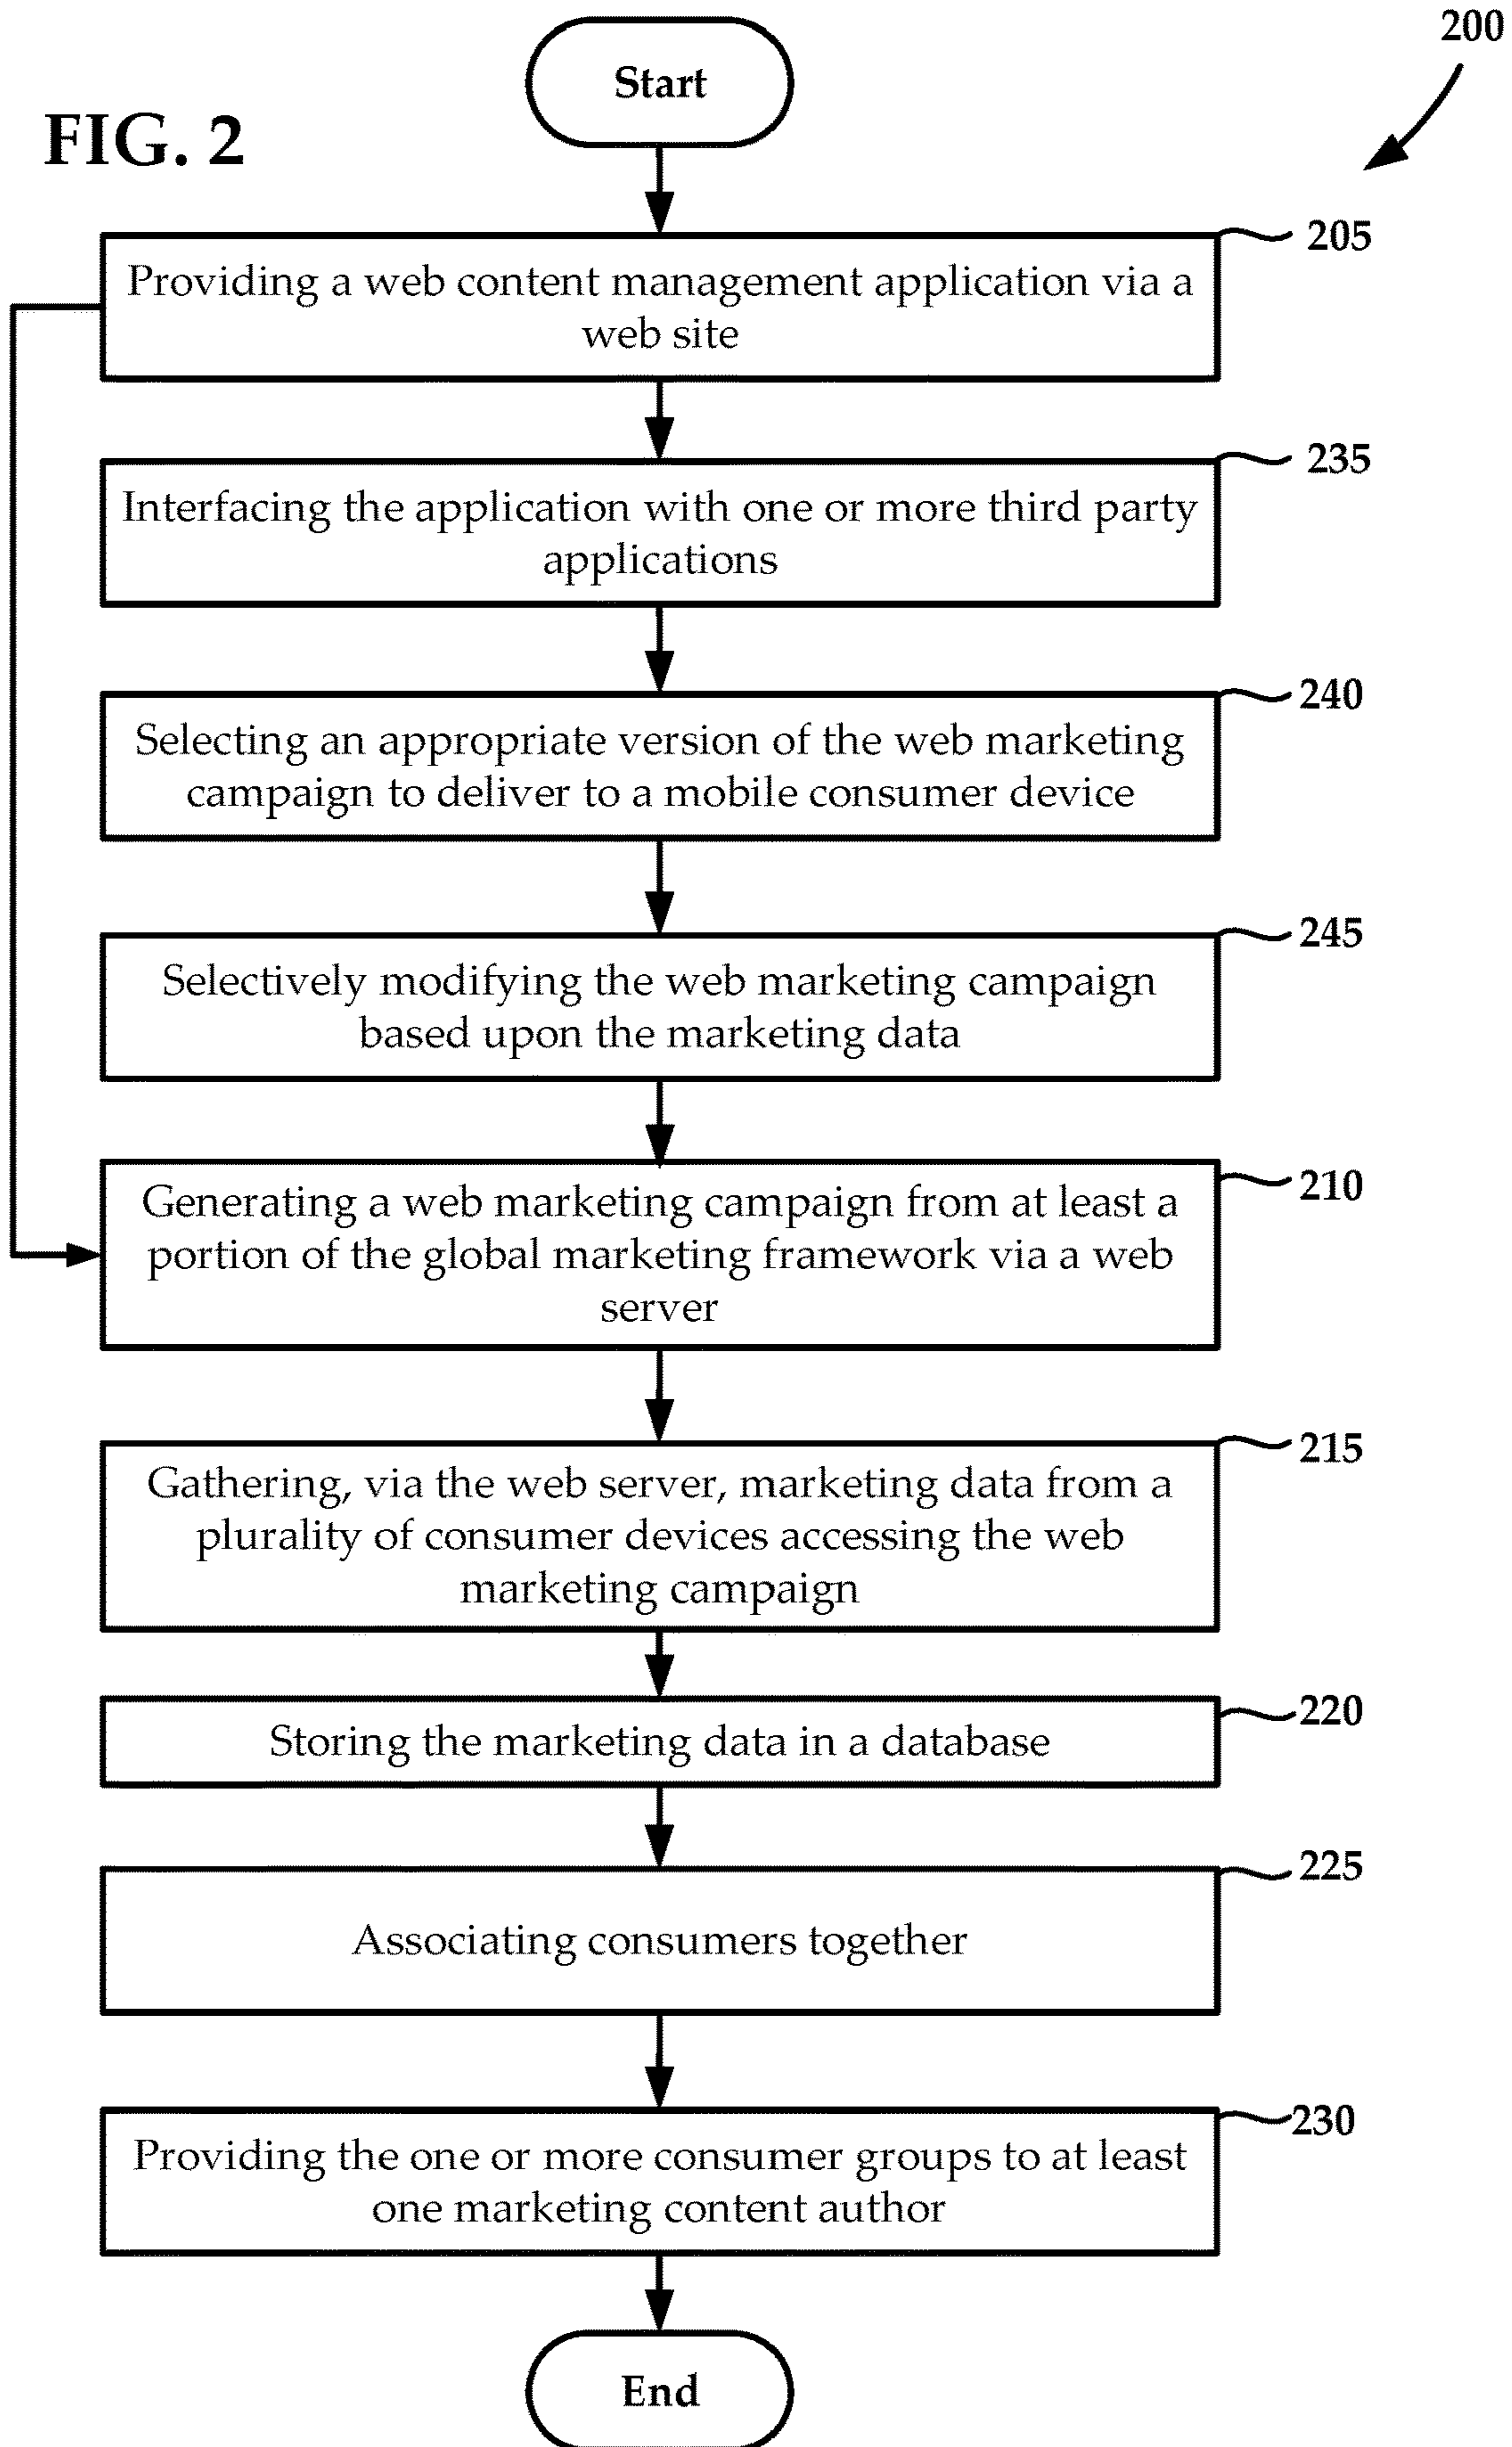 200
Start
FIG. 2
205
Providing a web content management application via a
web site
235
Interfacing the application with one or more third party
applications
240
Selecting an appropriate version of the web marketing
campaign to deliver to a mobile consumer device
245
Selectively modifying the web marketing campaign
based upon the marketing data
210
Generating a web marketing campaign from at least a
portion of the global marketing framework via a web
server
215
Gathering, via the web server, marketing data from a
plurality of consumer devices accessing the web
marketing campaign
220
Storing the marketing data in a database
225
Associating consumers together
230
Providing the one or more consumer groups to at least
one marketing content author
End